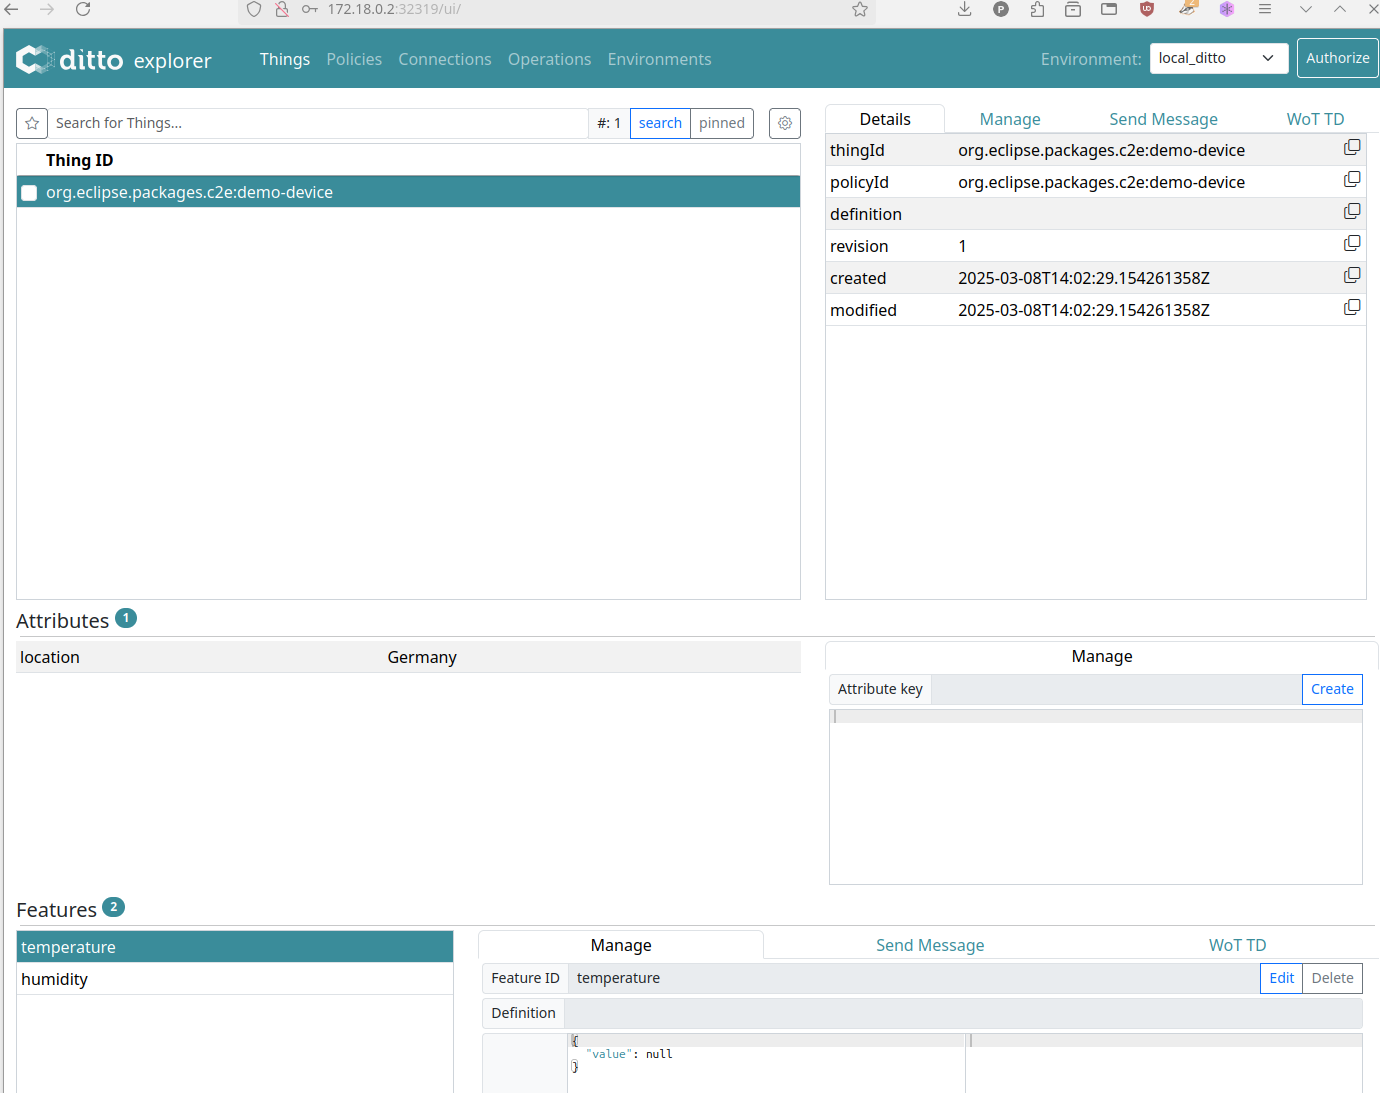 172.18.0.2:32319/ui/
ditto explorer Things Policies Connections Operations Environments Environment: local_ditto Authorize
Search for Things... #: 1 search pinned
Thing ID
org.eclipse.packages.c2e:demo-device
Details Manage Send Message WoT TD
thingId org.eclipse.packages.c2e:demo-device
policyId org.eclipse.packages.c2e:demo-device
definition
revision 1
created 2025-03-08T14:02:29.154261358Z
modified 2025-03-08T14:02:29.154261358Z
Attributes 1
location Germany
Manage
Attribute key Create
Features 2
temperature
humidity
Manage Send Message WoT TD
Feature ID temperature Edit Delete
Definition
{
"value": null
}